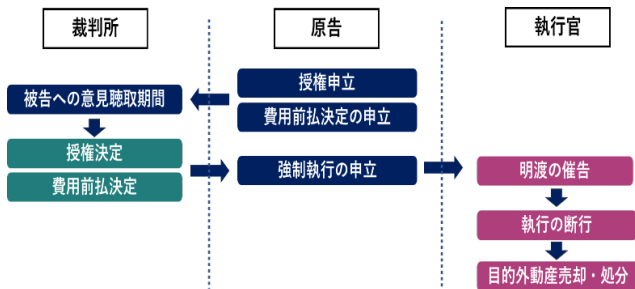 裁判所
原告
執行官
授権申立
費用前払決定の申立
被告への意見聴取期間
授権決定
費用前払決定
強制執行の申立
明渡の催告
執行の断行
目的外動産売却・処分